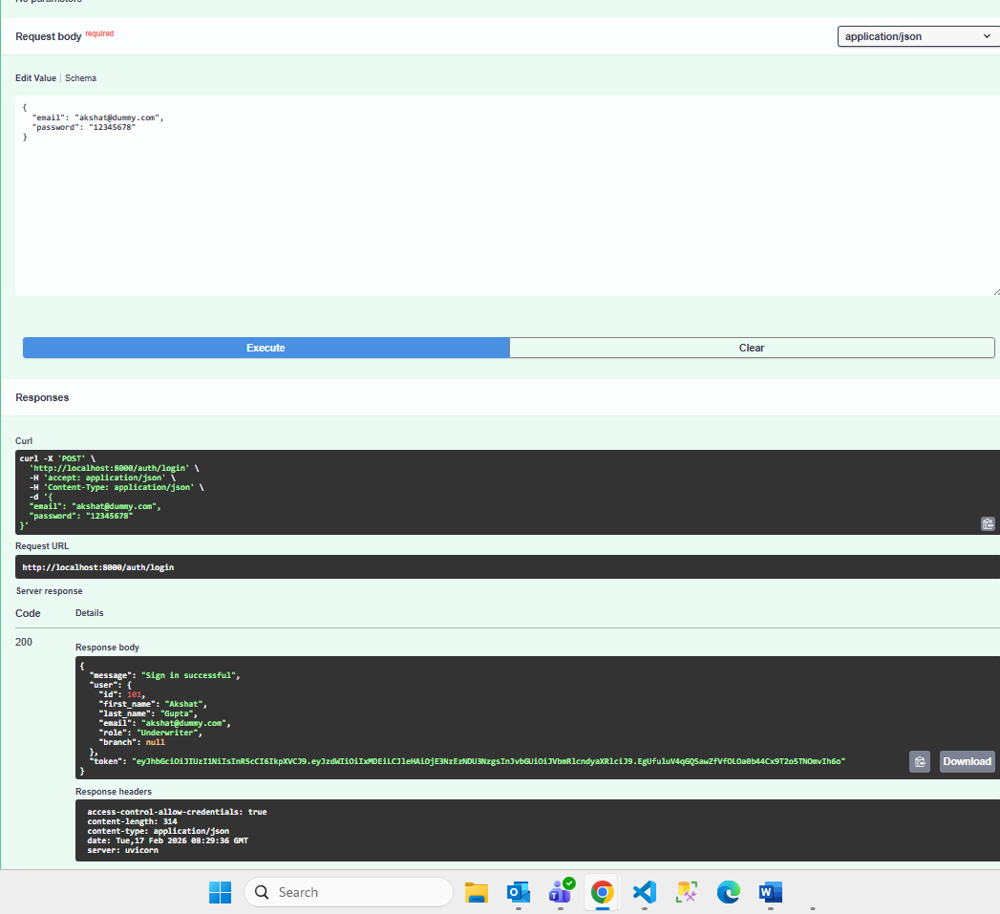 No parameters
Request body required
application/json
Edit Value | Schema
{
  "email": "akshat@dummy.com",
  "password": "12345678"
}
Execute
Clear
Responses
Curl
curl -X 'POST' \
  'http://localhost:8000/auth/login' \
  -H 'accept: application/json' \
  -H 'Content-Type: application/json' \
  -d '{
  "email": "akshat@dummy.com",
  "password": "12345678"
}'
Request URL
http://localhost:8000/auth/login
Server response
Code Details
200
Response body
{
  "message": "Sign in successful",
  "user": {
    "id": 101,
    "first_name": "Akshat",
    "last_name": "Gupta",
    "email": "akshat@dummy.com",
    "role": "Underwriter",
    "branch": null
  },
  "token": "eyJhbGciOiJIUzI1NiIsInR5cCI6IkpXVCJ9.eyJzdWIiOiIxMDEiLCJleHAiOjE3NzEzNDU3NzgsInJvbGUiOiJVbmRlcndyaXRlciJ9.EgUfuluV4qGQSawZfVfOLOa0b44Cx9T2o5TNOmvIh6o"
}
Download
Response headers
access-control-allow-credentials: true
content-length: 314
content-type: application/json
date: Tue,17 Feb 2026 08:29:36 GMT
server: uvicorn
Search